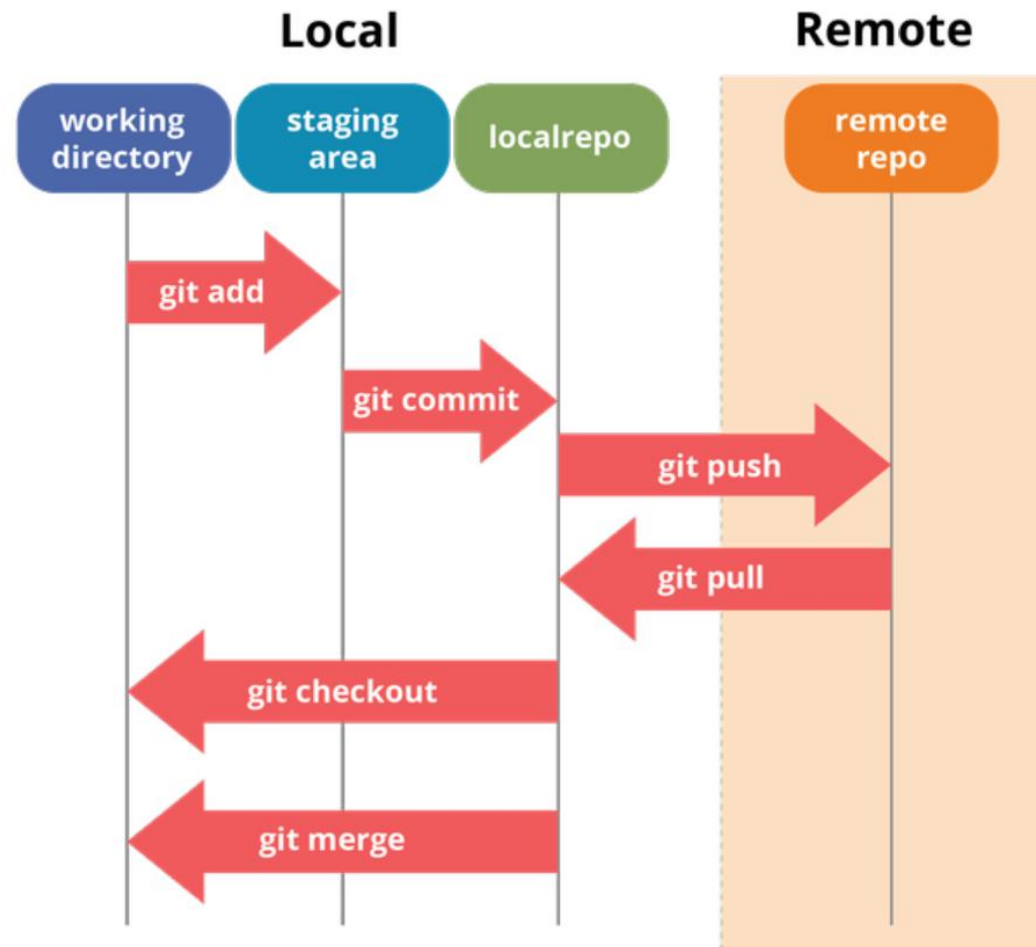 Local
Remote
working
directory
staging
area
localrepo
remote
repo
git add
git commit
git push
git pull
git checkout
git merge